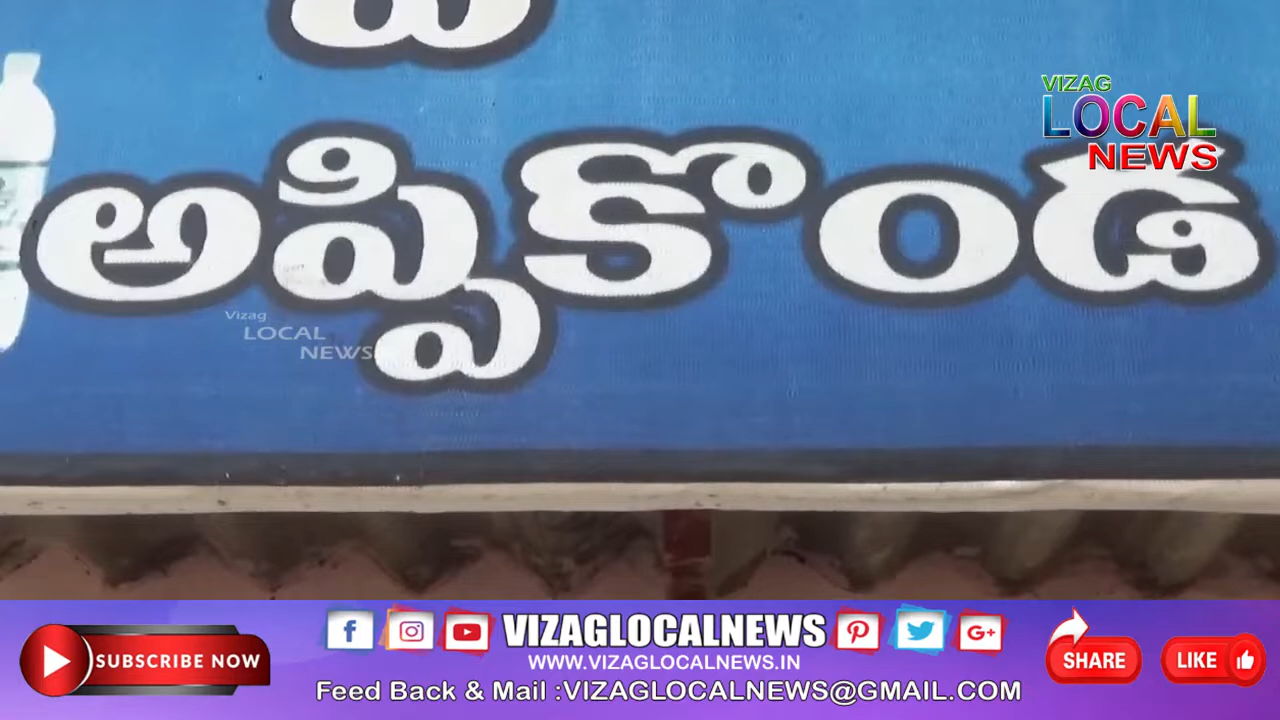 VIZAG
LOCAL
NEWS
అప్పికొండ
Vizag
LOCAL
NEWS
SUBSCRIBE NOW
VIZAGLOCALNEWS
WWW.VIZAGLOCALNEWS.IN
Feed Back & Mail :VIZAGLOCALNEWS@GMAIL.COM
SHARE
LIKE